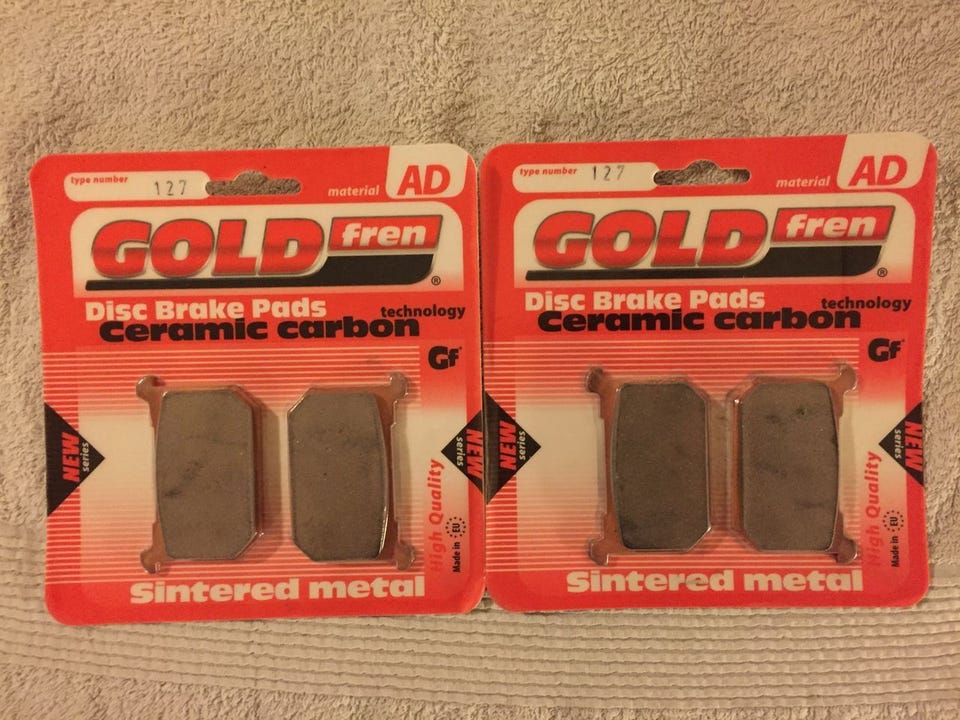 type number 127
material AD
GOLD fren ®
Disc Brake Pads
technology
Ceramic carbon
Gf
NEW series
NEW series
High Quality
Made in EU
Sintered metal
type number 127
material AD
GOLD fren ®
Disc Brake Pads
technology
Ceramic carbon
Gf
NEW series
NEW series
High Quality
Made in EU
Sintered metal